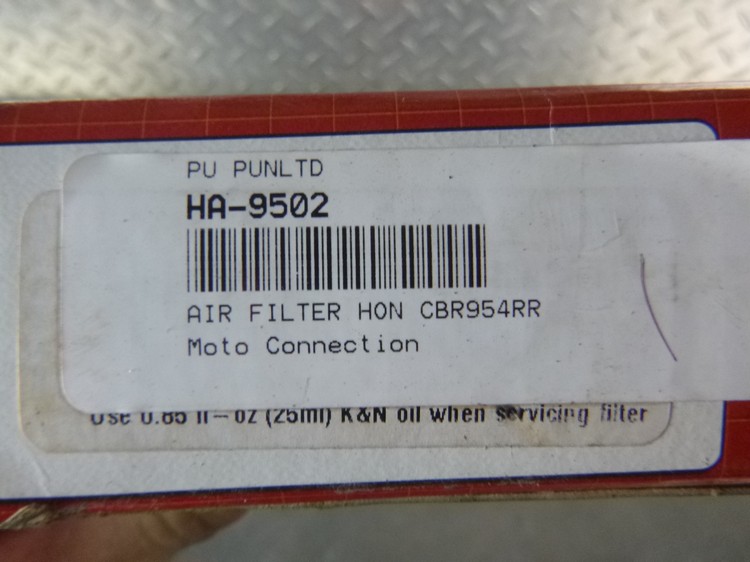 PU PUNLTD
HA-9502
AIR FILTER HON CBR954RR
Moto Connection
Use 0.85 fl-oz (25ml) K&N oil when servicing filter